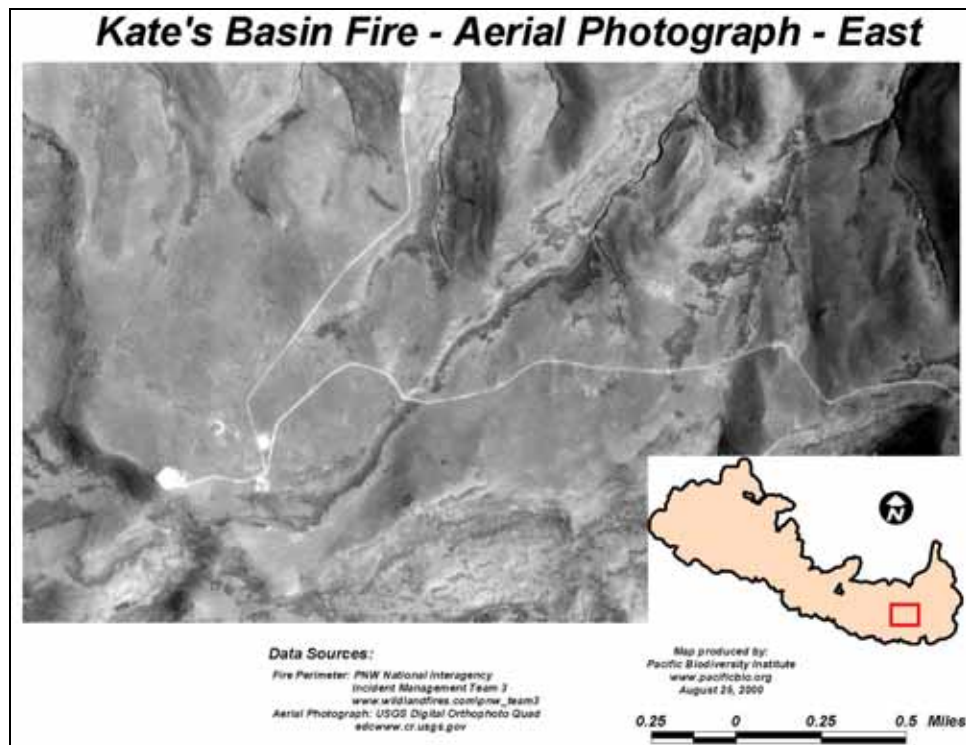 Kate's Basin Fire - Aerial Photograph - East
N
Data Sources:
Fire Perimeter: PNW National Interagency
Incident Management Team 3
www.wildlandfires.com/pnw_team3
Aerial Photograph: USGS Digital Orthophoto Quad
edcwww.cr.usgs.gov
Map produced by:
Pacific Biodiversity Institute
www.pacificbio.org
August 25, 2000
0.25 0 0.25 0.5 Miles